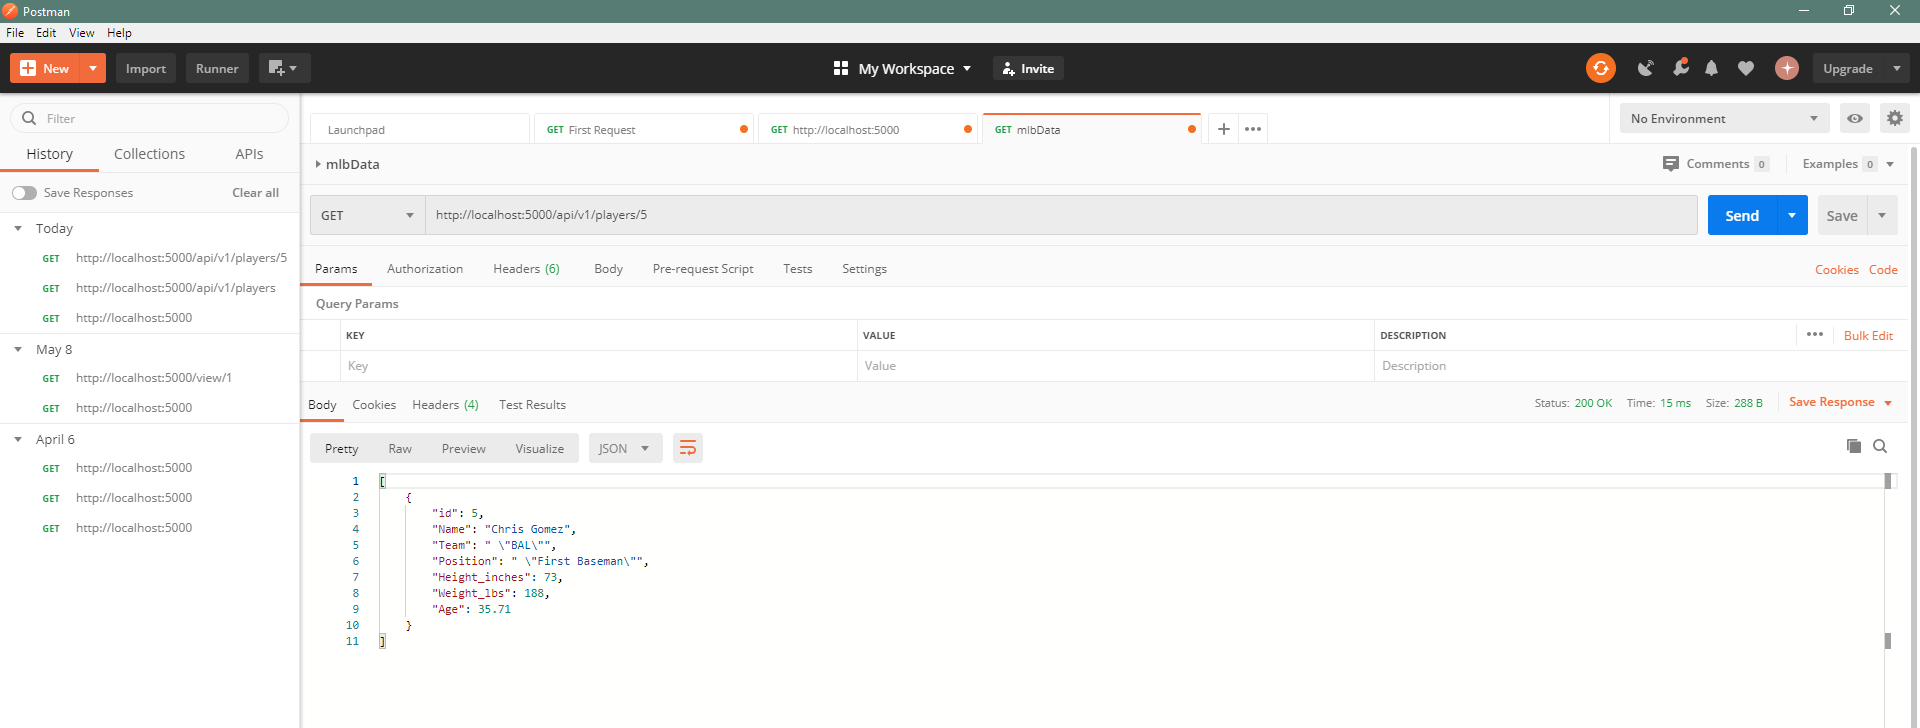 Postman
File Edit View Help
New Import Runner My Workspace Invite Upgrade
Filter
History Collections APIs
Save Responses Clear all
Today
GET http://localhost:5000/api/v1/players/5
GET http://localhost:5000/api/v1/players
GET http://localhost:5000
May 8
GET http://localhost:5000/view/1
GET http://localhost:5000
April 6
GET http://localhost:5000
GET http://localhost:5000
GET http://localhost:5000
Launchpad GET First Request GET http://localhost:5000 GET mlbData No Environment
mlbData Comments 0 Examples 0
GET http://localhost:5000/api/v1/players/5 Send Save
Params Authorization Headers (6) Body Pre-request Script Tests Settings Cookies Code
Query Params
KEY VALUE DESCRIPTION Bulk Edit
Key Value Description
Body Cookies Headers (4) Test Results Status: 200 OK Time: 15 ms Size: 288 B Save Response
Pretty Raw Preview Visualize JSON
1 [
2 {
3 "id": 5,
4 "Name": "Chris Gomez",
5 "Team": " \"BAL\"",
6 "Position": " \"First Baseman\"",
7 "Height_inches": 73,
8 "Weight_lbs": 188,
9 "Age": 35.71
10 }
11 ]